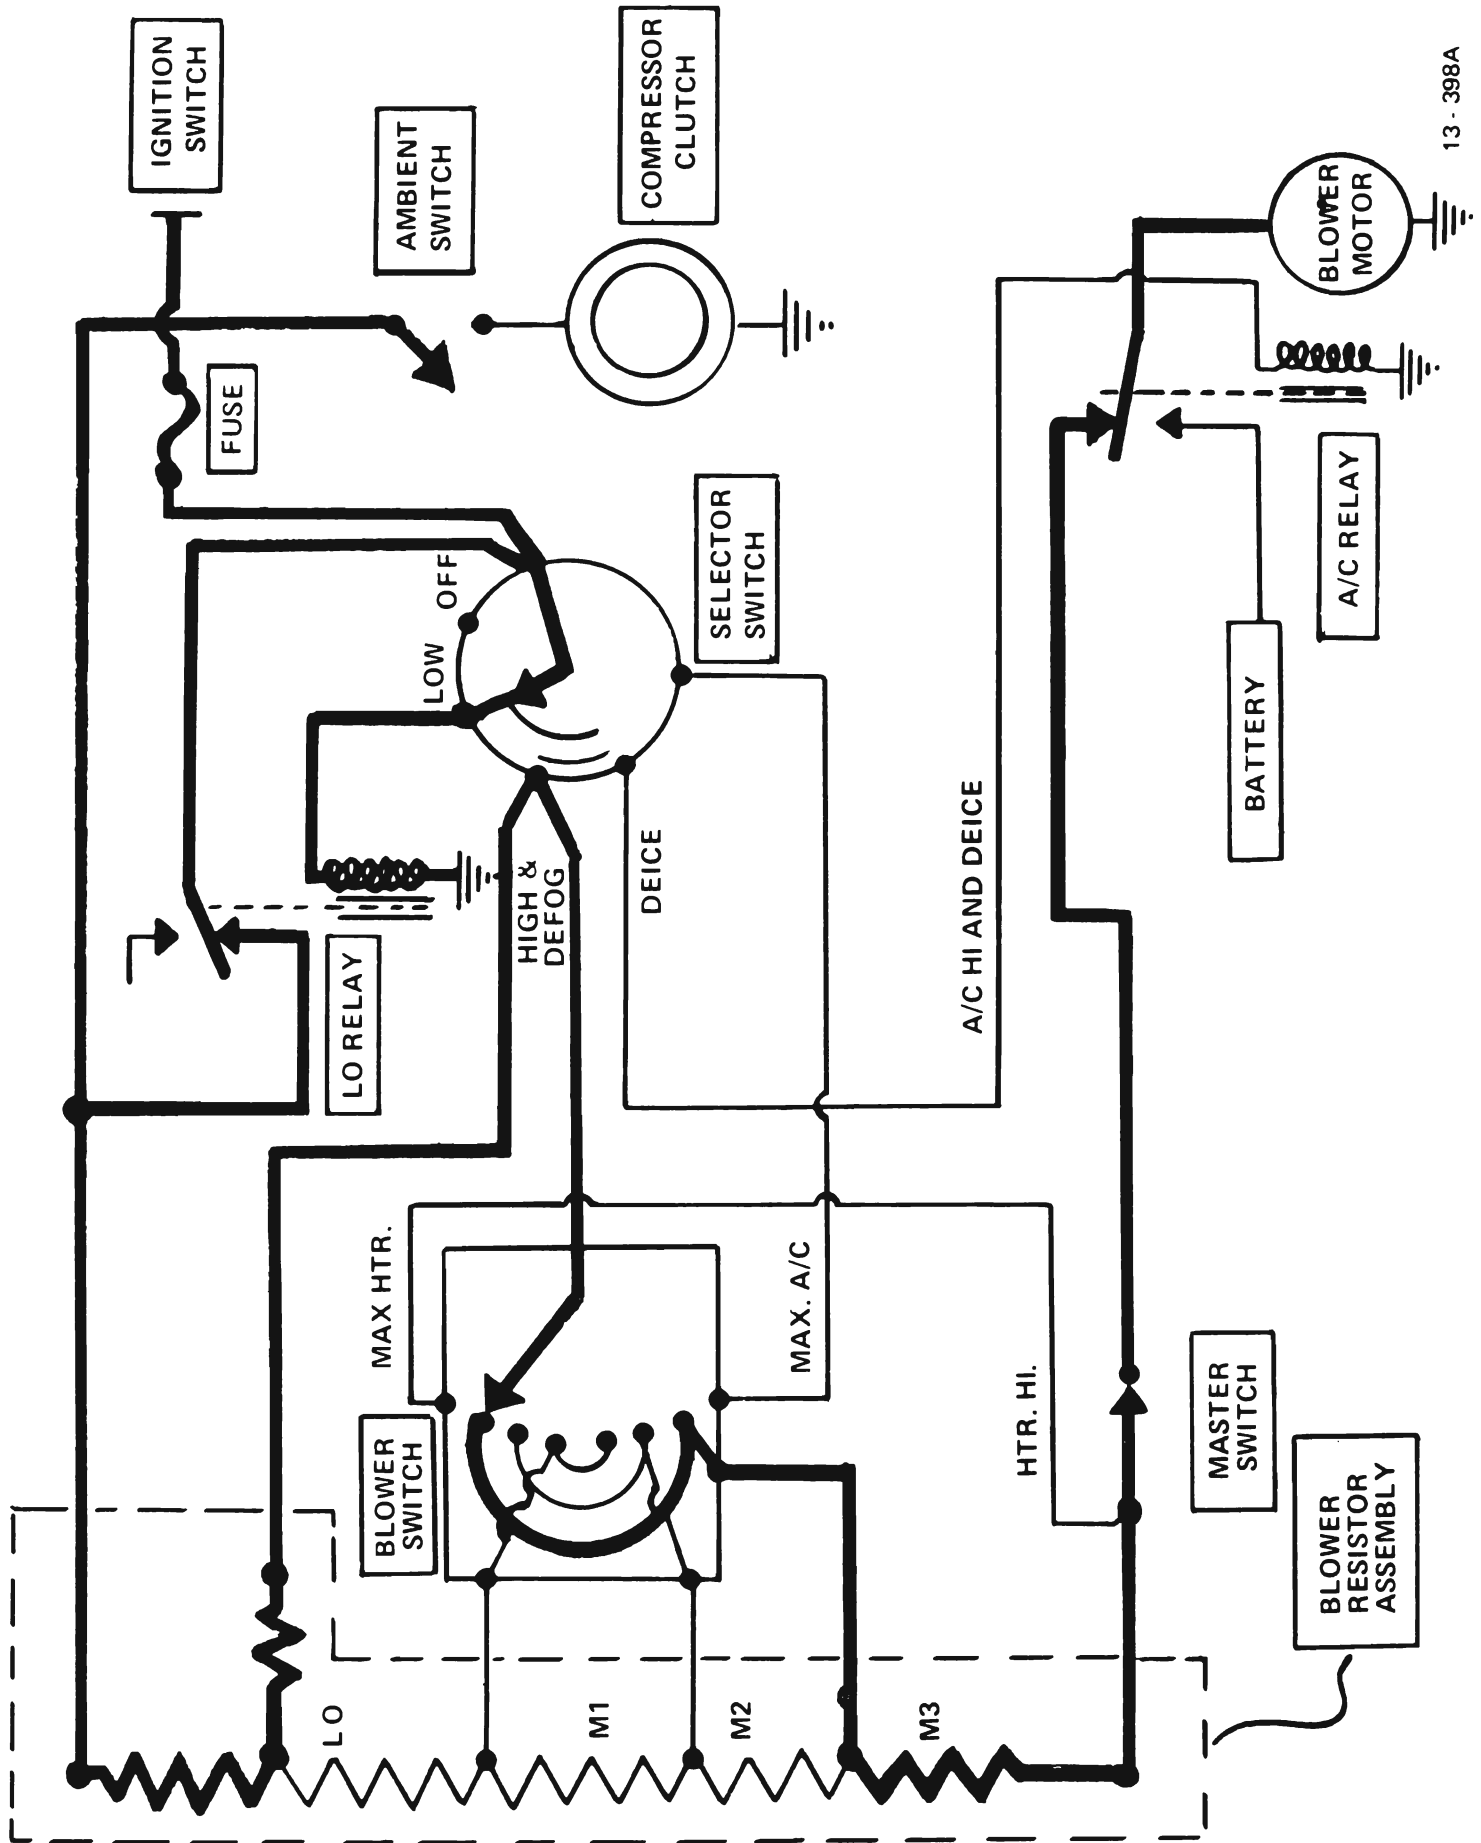 IGNITION
SWITCH
AMBIENT
SWITCH
COMPRESSOR
CLUTCH
13 - 398A
BLOWER
MOTOR
FUSE
A/C RELAY
SELECTOR
SWITCH
OFF
LOW
BATTERY
HIGH &
DEFOG
DEICE
A/C HI AND DEICE
LO RELAY
MAX HTR.
MAX. A/C
HTR. HI.
MASTER
SWITCH
BLOWER
SWITCH
BLOWER
RESISTOR
ASSEMBLY
LO
M1
M2
M3